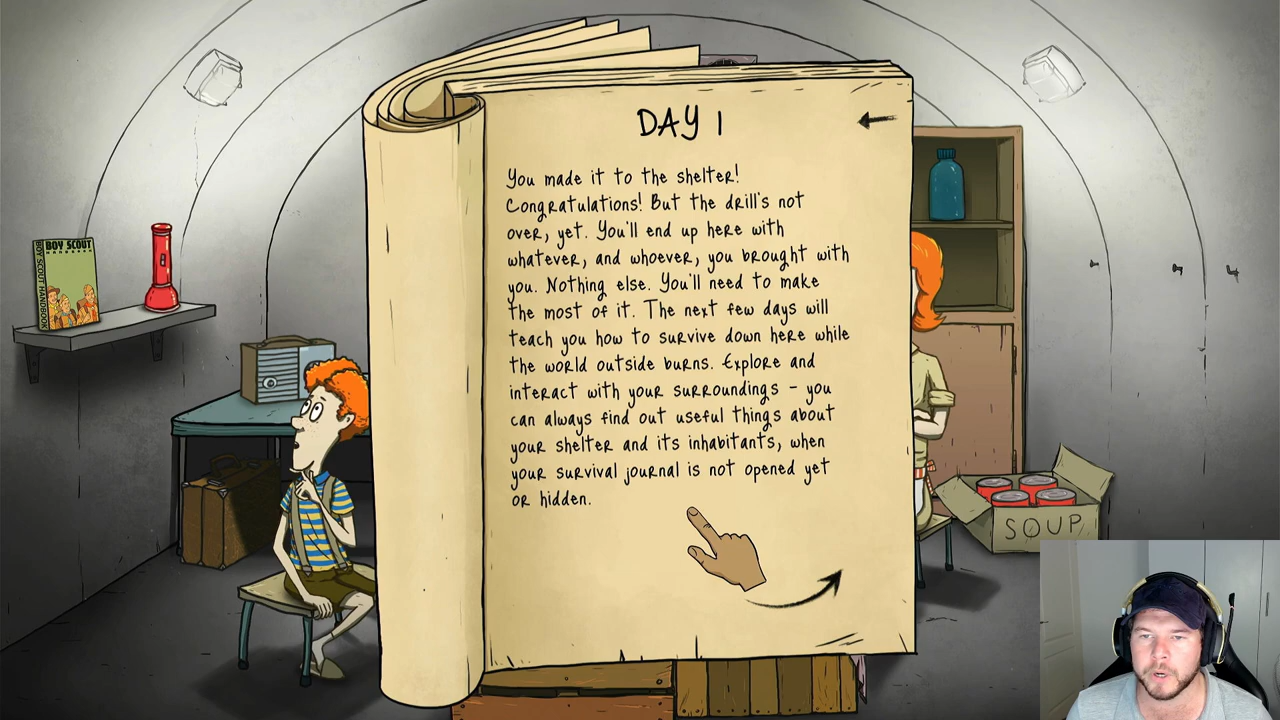 DAY 1
You made it to the shelter!
Congratulations! But the drill's not
over, yet. You'll end up here with
whatever, and whoever, you brought with
you. Nothing else. You'll need to make
the most of it. The next few days will
teach you how to survive down here while
the world outside burns. Explore and
interact with your surroundings - you
can always find out useful things about
your shelter and its inhabitants, when
your survival journal is not opened yet
or hidden.
BOY SCOUT
HANDBOOK
BOY SCOUT HANDBOOK
SOUP